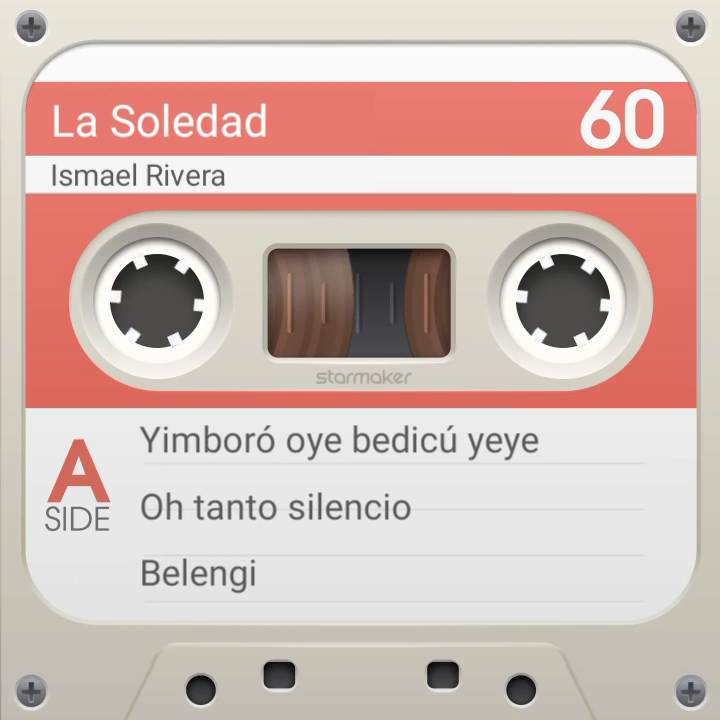 La Soledad
60
Ismael Rivera
starmaker
Yimboró oye bedicú yeye
A
SIDE
Oh tanto silencio
Belengi